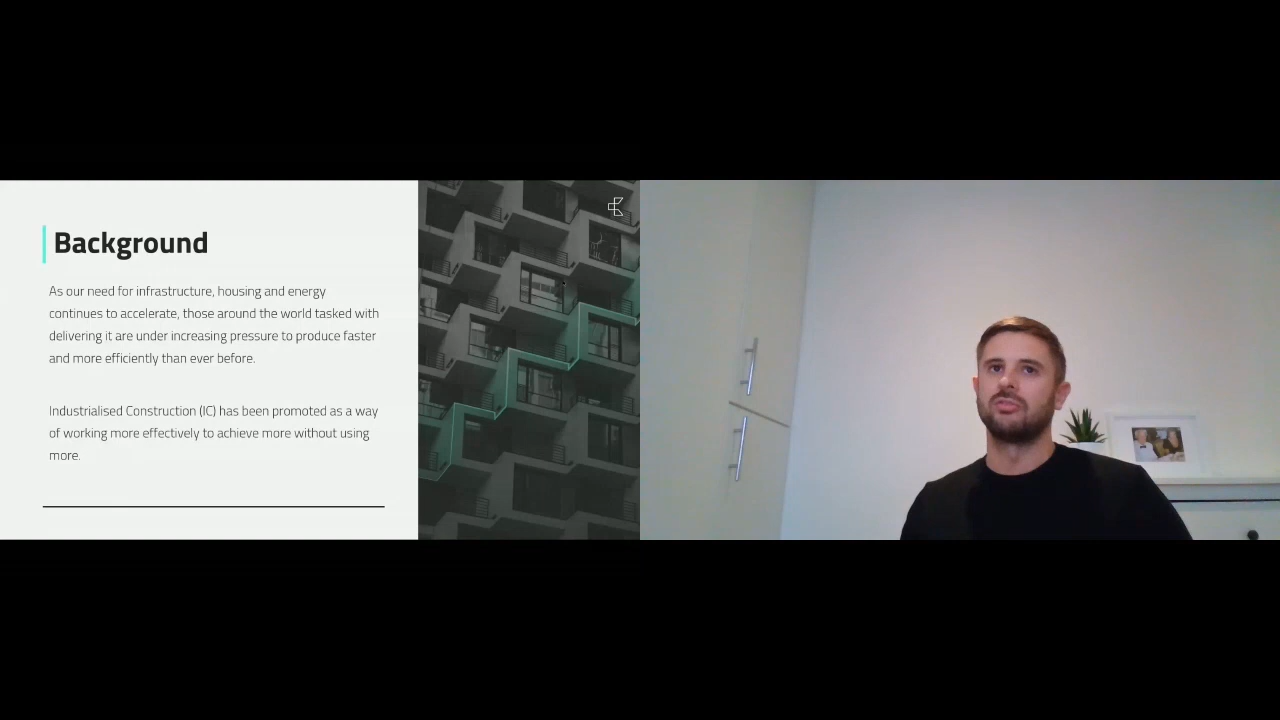 Background
As our need for infrastructure, housing and energy
continues to accelerate, those around the world tasked with
delivering it are under increasing pressure to produce faster
and more efficiently than ever before.
Industrialised Construction (IC) has been promoted as a way
of working more effectively to achieve more without using
more.